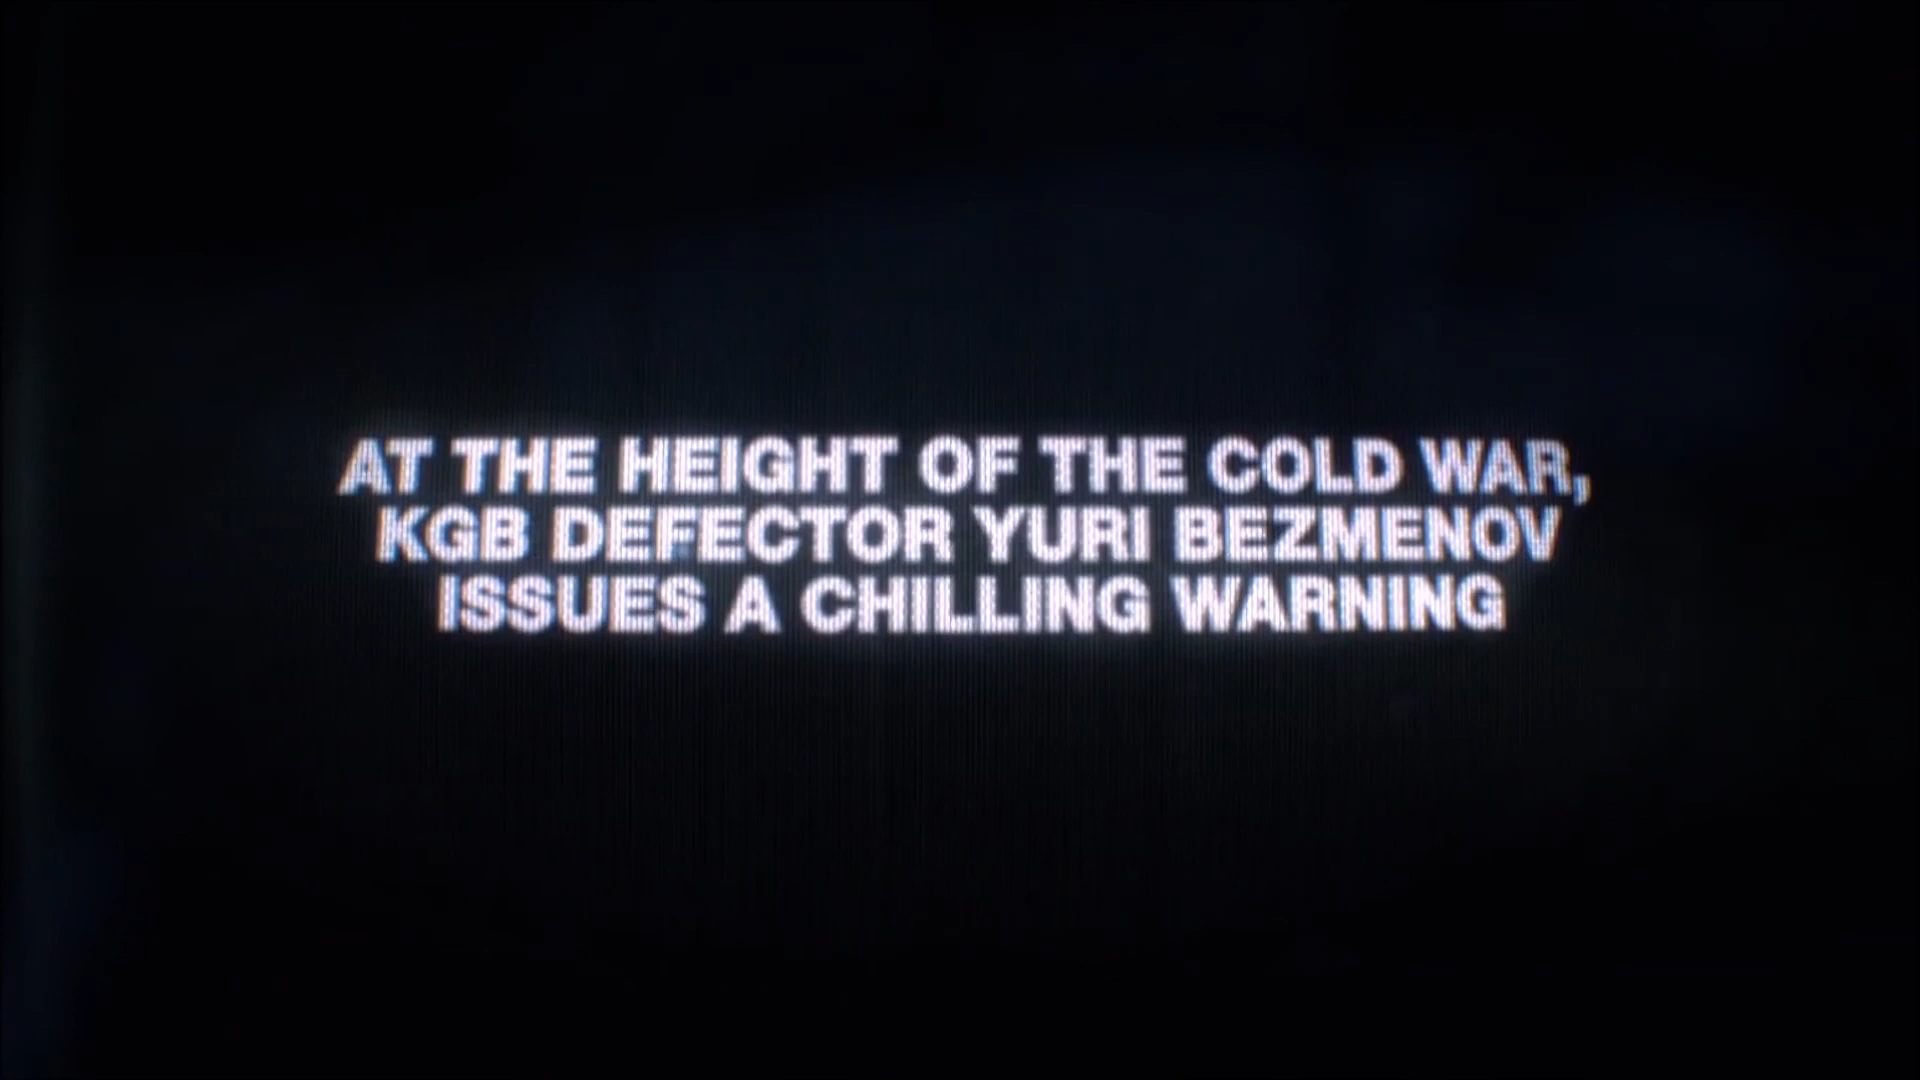 AT THE HEIGHT OF THE COLD WAR,
KGB DEFECTOR YURI BEZMENOV
ISSUES A CHILLING WARNING